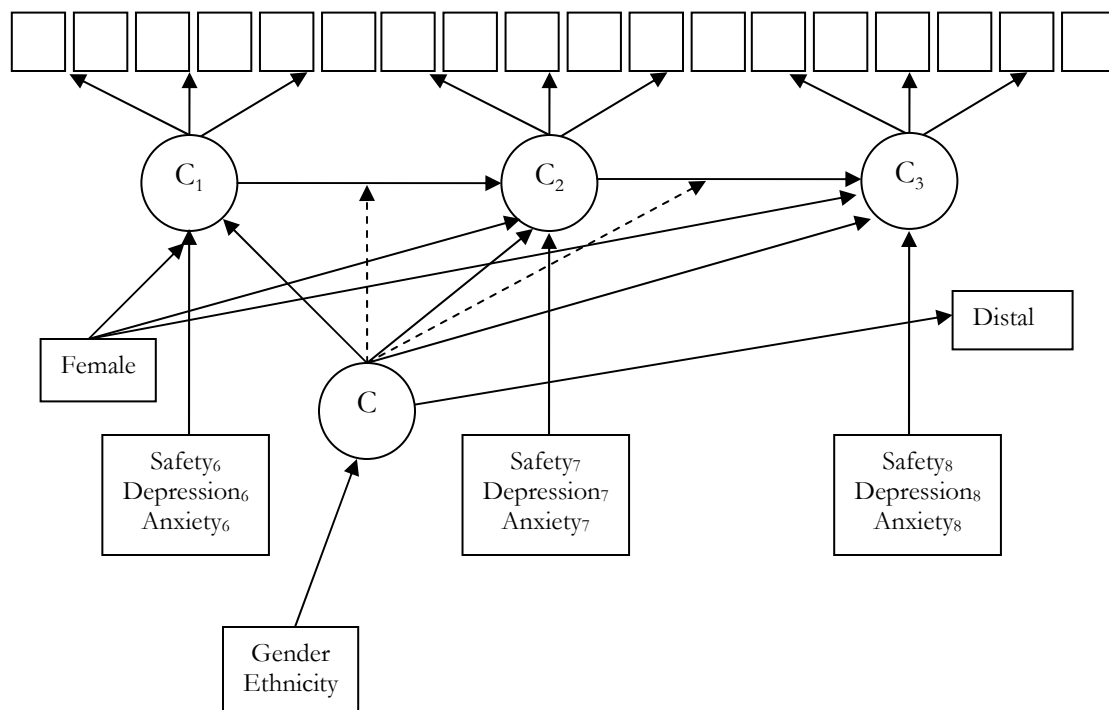 C₁
C₂
C₃
Distal
Female
C
Safety₆
Depression₆
Anxiety₆
Safety₇
Depression₇
Anxiety₇
Safety₈
Depression₈
Anxiety₈
Gender
Ethnicity